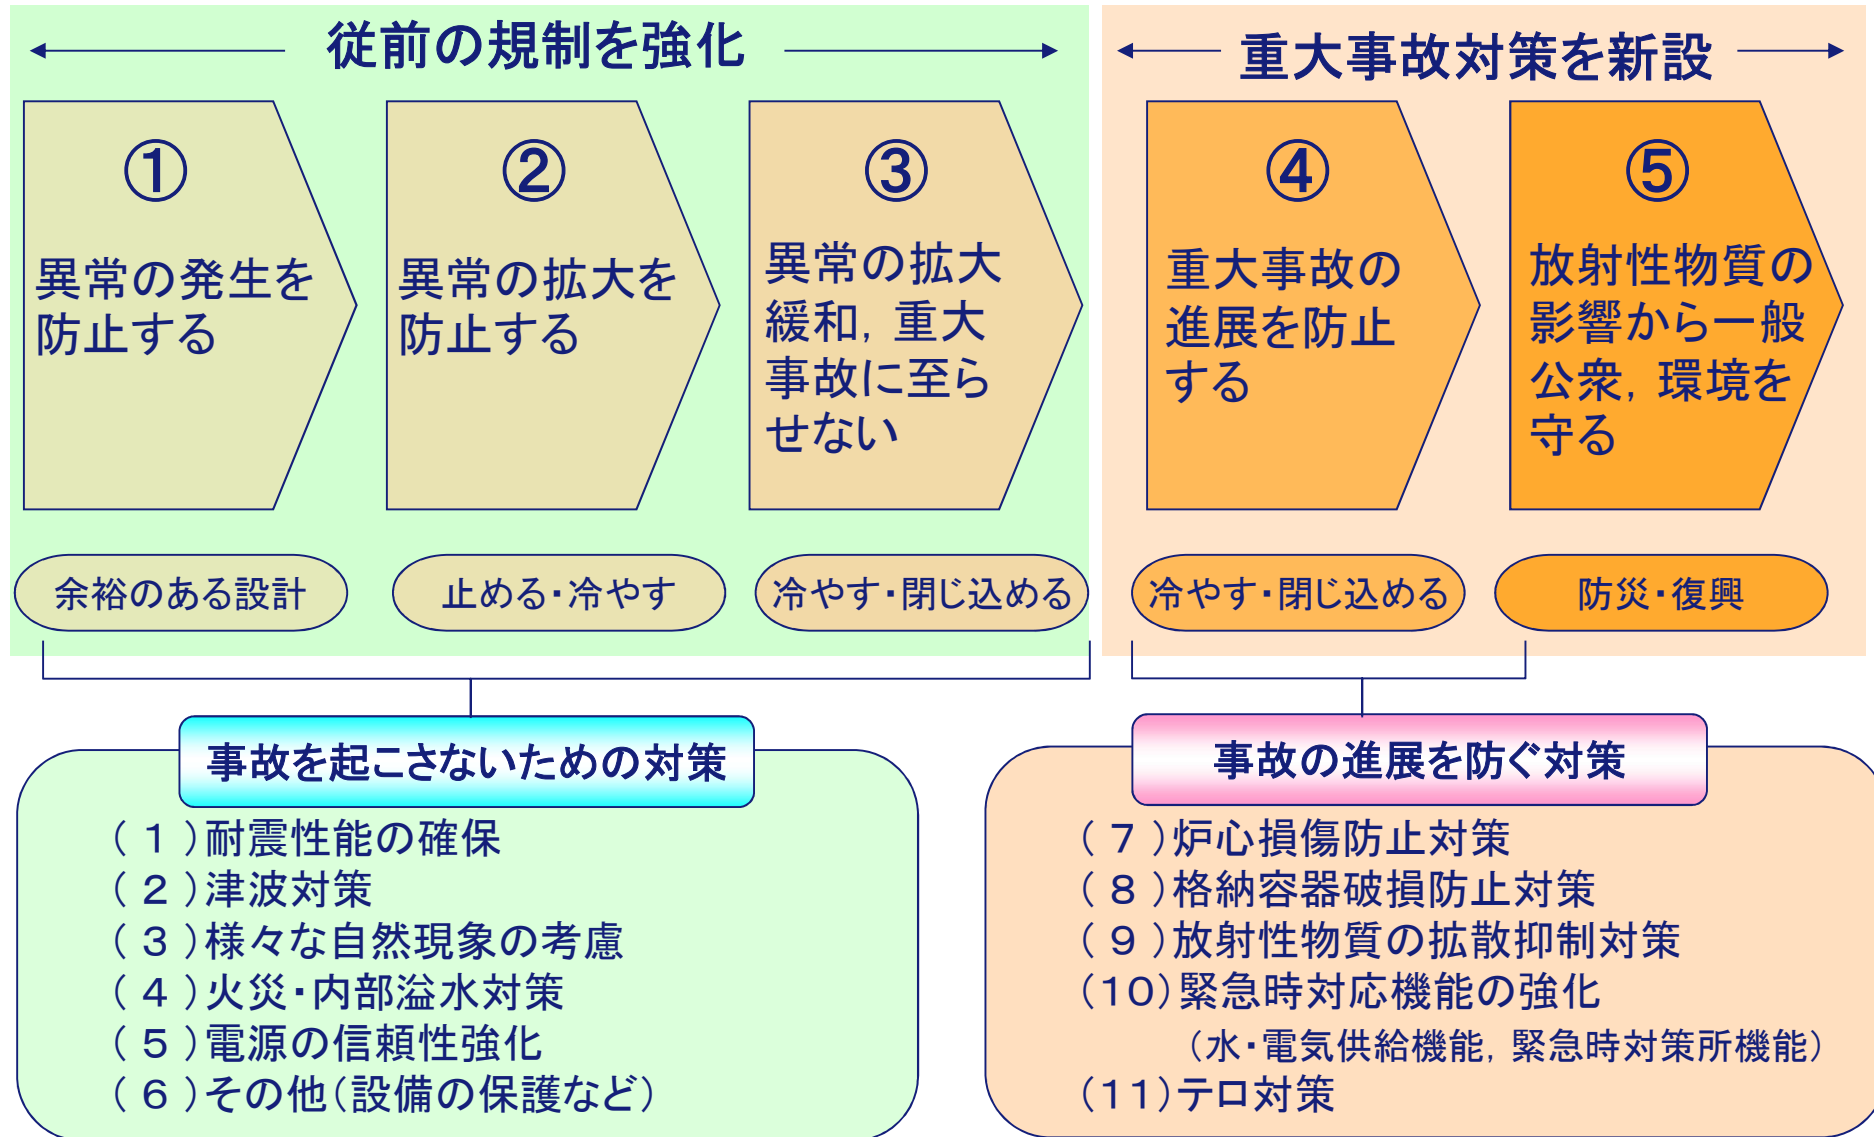 従前の規制を強化
重大事故対策を新設
①
異常の発生を
防止する
②
異常の拡大を
防止する
③
異常の拡大
緩和，重大
事故に至ら
せない
④
重大事故の
進展を防止
する
⑤
放射性物質の
影響から一般
公衆，環境を
守る
余裕のある設計
止める・冷やす
冷やす・閉じ込める
冷やす・閉じ込める
防災・復興
事故を起こさないための対策
（１）耐震性能の確保
（２）津波対策
（３）様々な自然現象の考慮
（４）火災・内部溢水対策
（５）電源の信頼性強化
（６）その他（設備の保護など）
事故の進展を防ぐ対策
（７）炉心損傷防止対策
（８）格納容器破損防止対策
（９）放射性物質の拡散抑制対策
（１０）緊急時対応機能の強化
（水・電気供給機能，緊急時対策所機能）
（１１）テロ対策